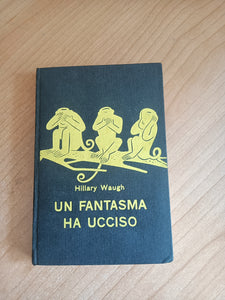 Hillary Waugh
UN FANTASMA
HA UCCISO